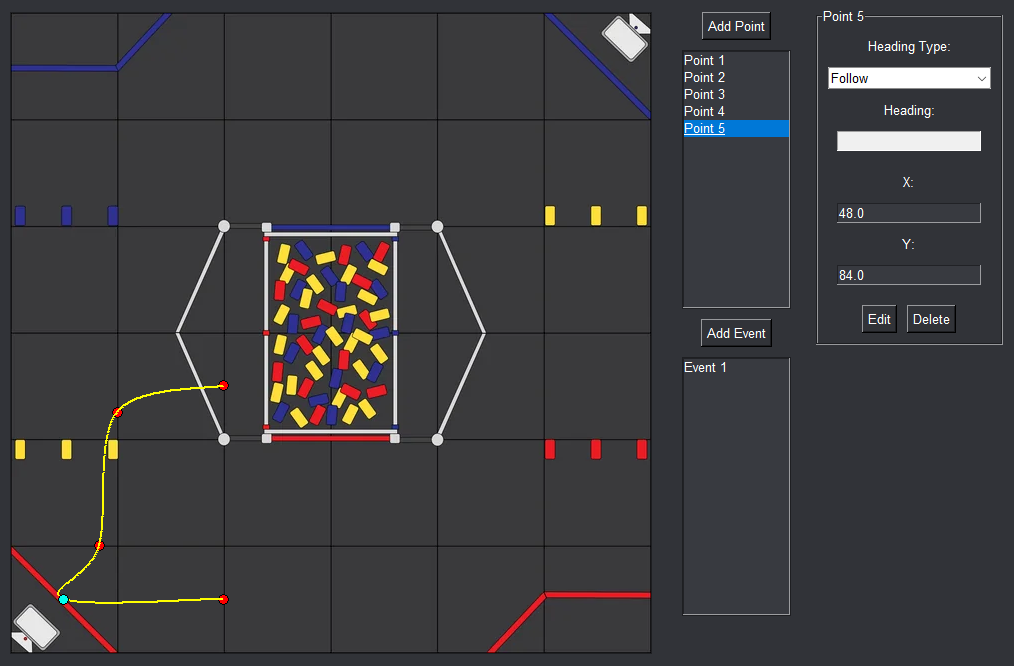 Add Point
Point 1
Point 2
Point 3
Point 4
Point 5
Add Event
Event 1
Point 5
Heading Type:
Follow
Heading:
X:
48.0
Y:
84.0
Edit
Delete